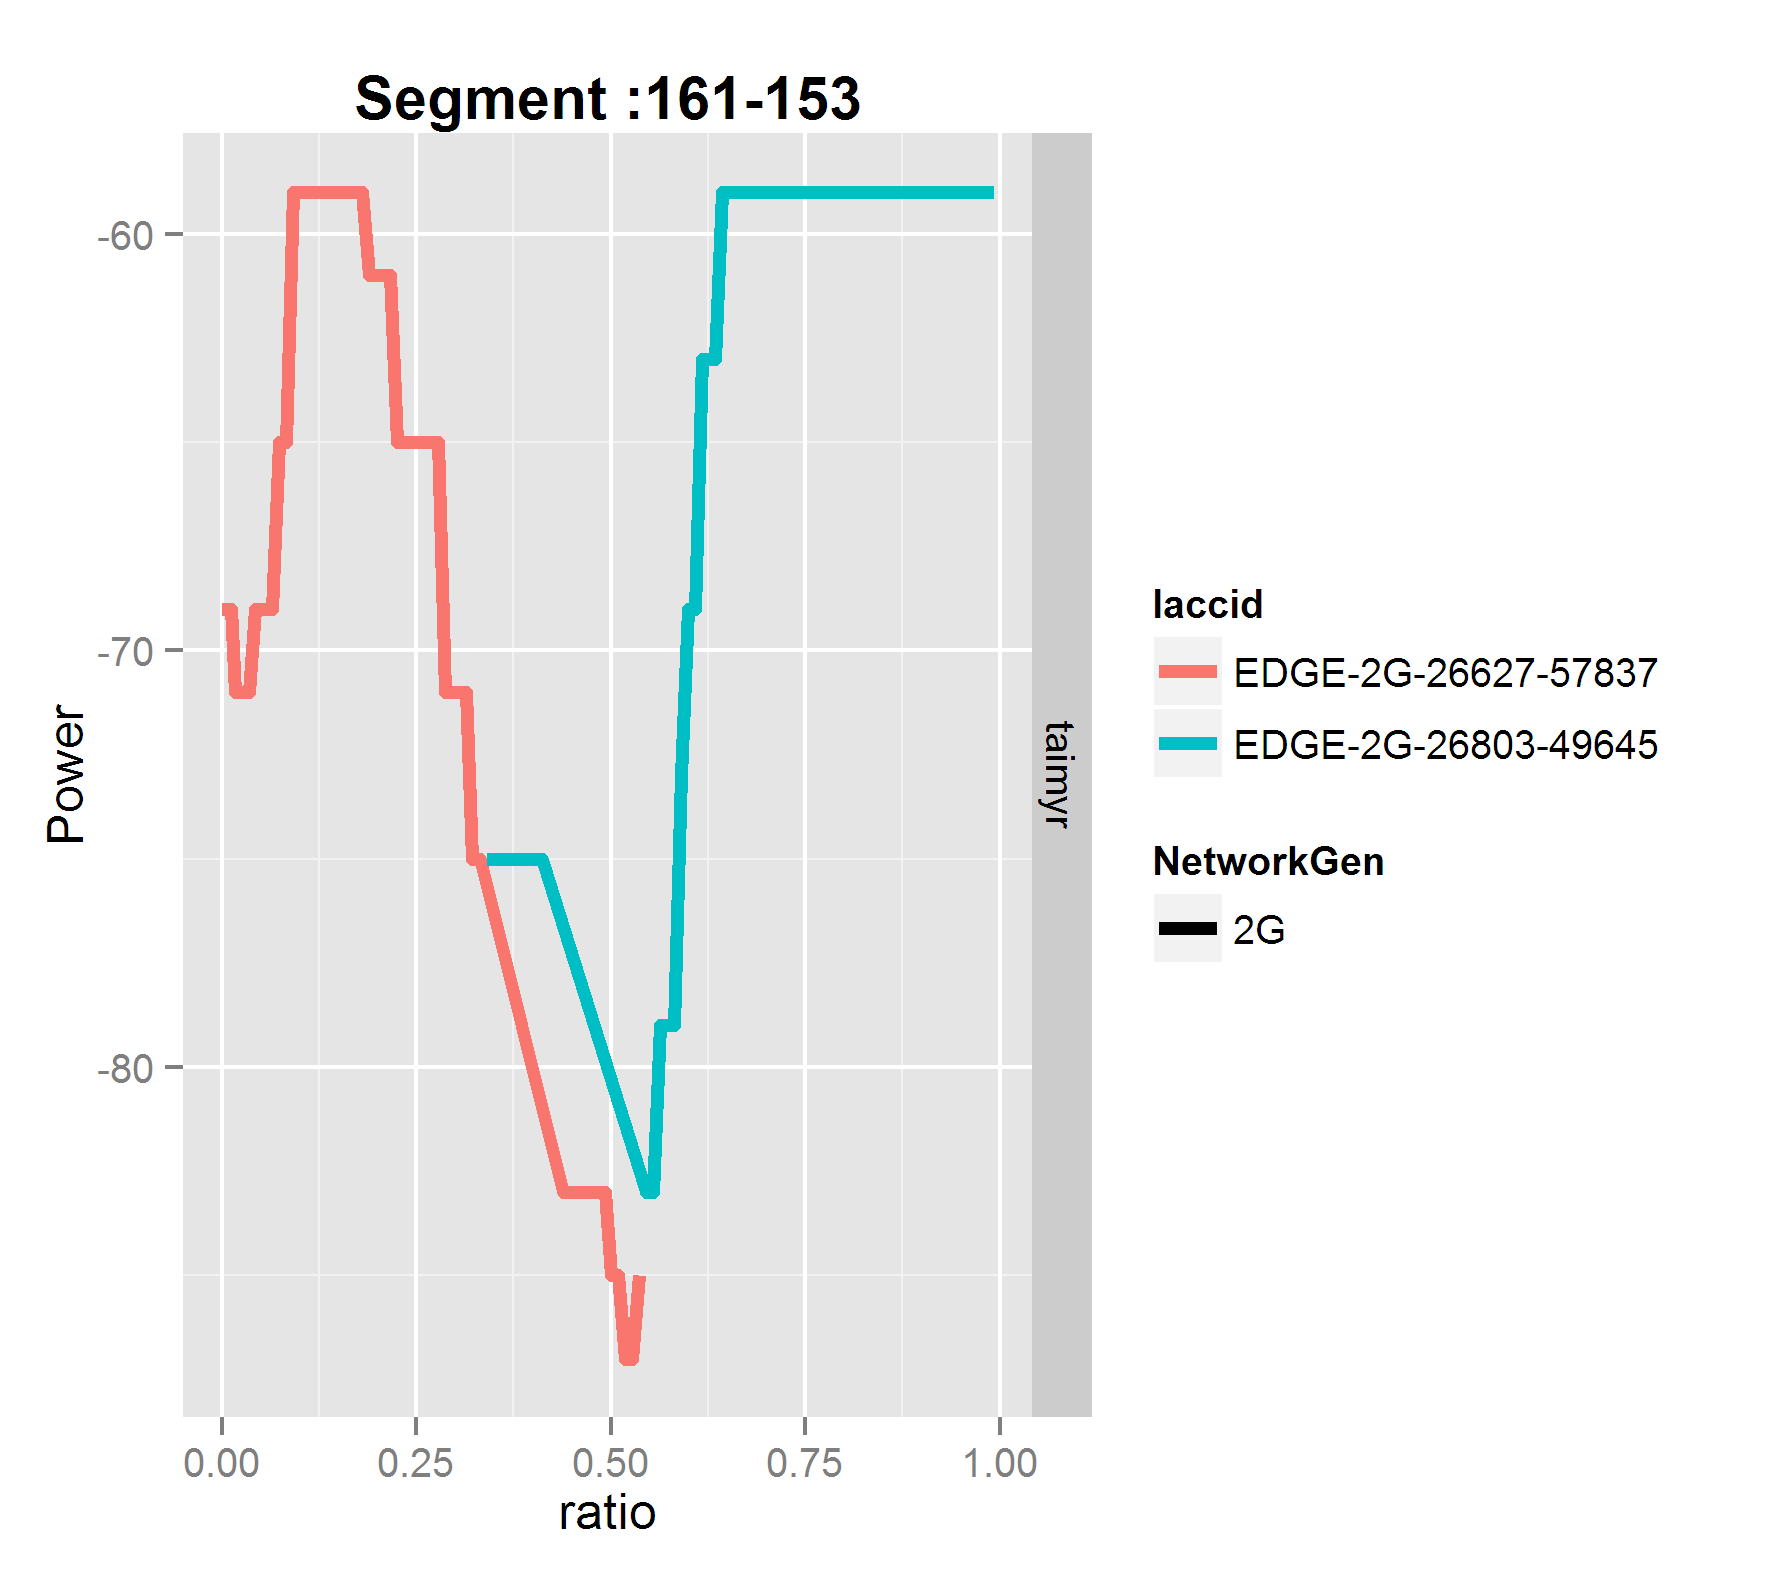 Segment :161-153
-60
-70
-80
Power
0.00 0.25 0.50 0.75 1.00
ratio
taimyr
laccid
EDGE-2G-26627-57837
EDGE-2G-26803-49645
NetworkGen
2G